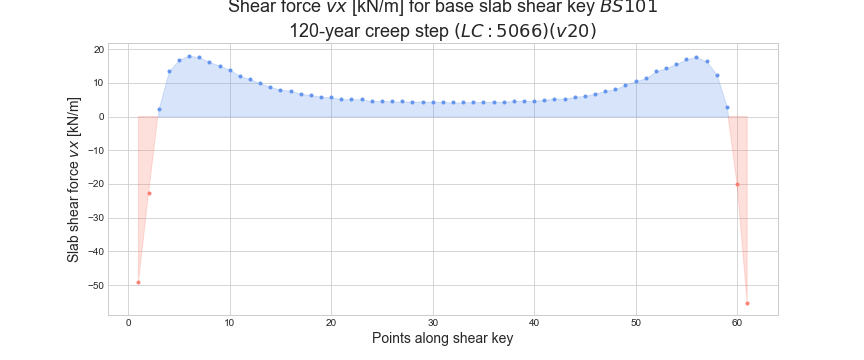 Shear force vx [kN/m] for base slab shear key BS101
120-year creep step (LC: 5066)(v20)
Slab shear force vx [kN/m]
20
10
0
−10
−20
−30
−40
−50
0 10 20 30 40 50 60
Points along shear key